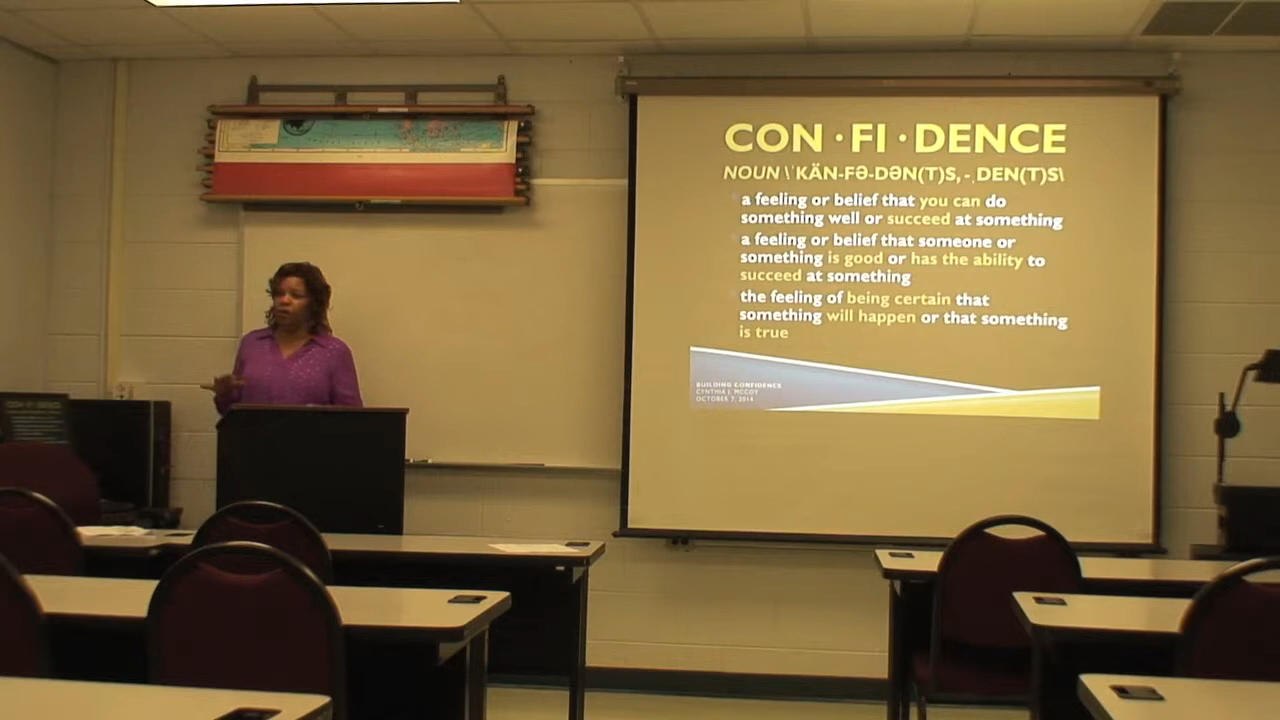 CON · FI · DENCE
NOUN \ˈKÄN-FƏ-DƏN(T)S, -ˌDEN(T)S\
a feeling or belief that you can do
something well or succeed at something
a feeling or belief that someone or
something is good or has the ability to
succeed at something
the feeling of being certain that
something will happen or that something
is true
BUILDING CONFIDENCE
CYNTHIA J. MCCOY
OCTOBER 7, 2014